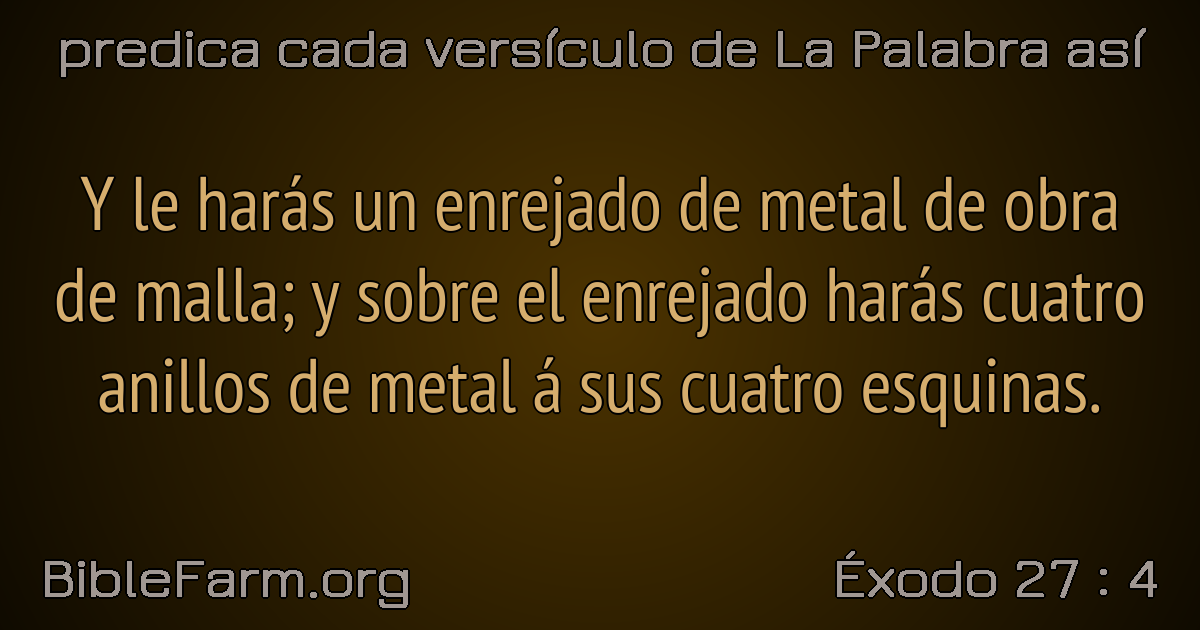 predica cada versículo de La Palabra así
Y le harás un enrejado de metal de obra
de malla; y sobre el enrejado harás cuatro
anillos de metal á sus cuatro esquinas.
BibleFarm.org
Éxodo 27 : 4